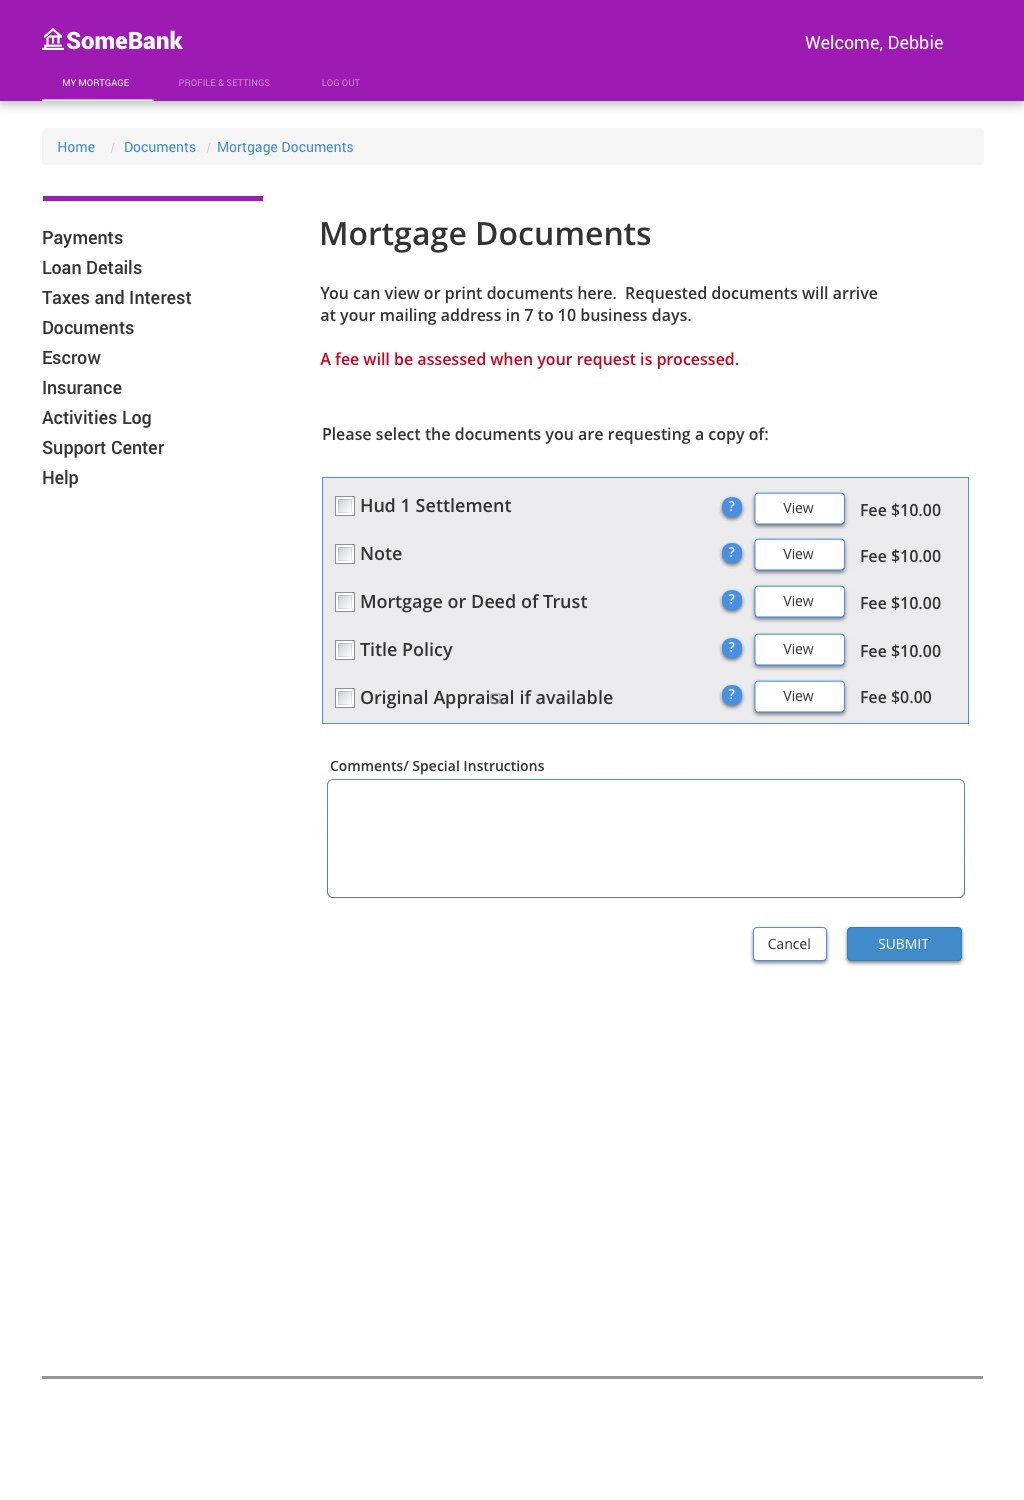 SomeBank
Welcome, Debbie
MY MORTGAGE PROFILE & SETTINGS LOG OUT
Home / Documents / Mortgage Documents
Payments
Loan Details
Taxes and Interest
Documents
Escrow
Insurance
Activities Log
Support Center
Help
Mortgage Documents
You can view or print documents here. Requested documents will arrive
at your mailing address in 7 to 10 business days.
A fee will be assessed when your request is processed.
Please select the documents you are requesting a copy of:
Hud 1 Settlement ? View Fee $10.00
Note ? View Fee $10.00
Mortgage or Deed of Trust ? View Fee $10.00
Title Policy ? View Fee $10.00
Original Appraisal if available ? View Fee $0.00
Comments/ Special Instructions
Cancel SUBMIT